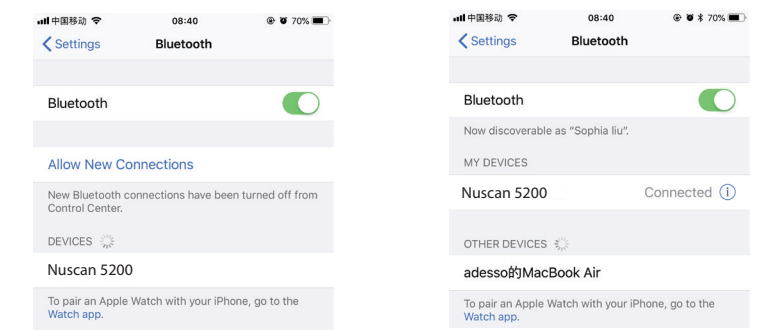 中国移动 08:40 70%
Settings Bluetooth
Bluetooth
Allow New Connections
New Bluetooth connections have been turned off from
Control Center.
DEVICES
Nuscan 5200
To pair an Apple Watch with your iPhone, go to the
Watch app.
中国移动 08:40 70%
Settings Bluetooth
Bluetooth
Now discoverable as “Sophia liu”.
MY DEVICES
Nuscan 5200 Connected
OTHER DEVICES
adesso的MacBook Air
To pair an Apple Watch with your iPhone, go to the
Watch app.